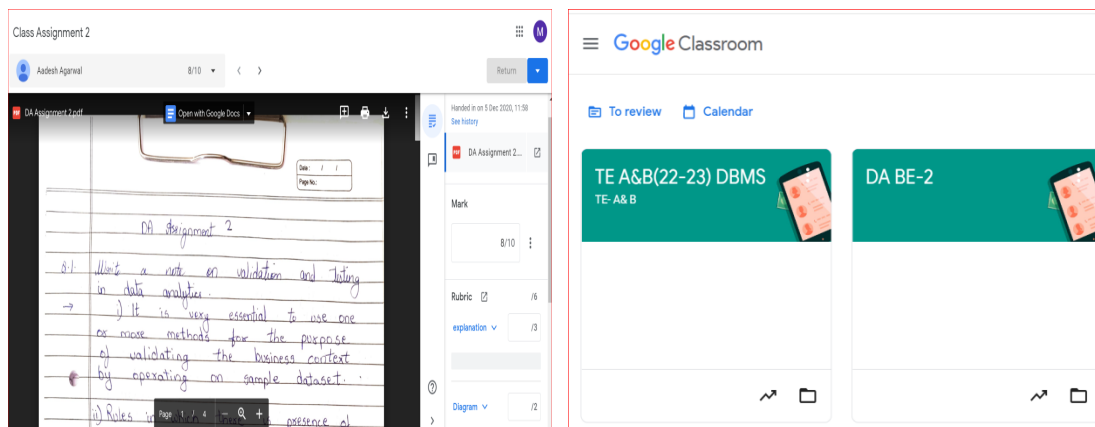 Class Assignment 2
M
Aadesh Agarwal
8/10
Return
DA Assignment 2.pdf
Open with Google Docs
Date : / /
Page No.:
DA Assignment 2
Q.1. Write a note on validation and Testing
in data analytics.
→ i) It is very essential to use one
or more methods for the purpose
of validating the business context
by operating on sample dataset.
ii) Rules in which presence of
Page 1 / 4
Handed in on 5 Dec 2020, 11:58
See history
PDF DA Assignment 2...
Mark
8/10
Rubric /6
explanation /3
Diagram /2
Google Classroom
To review Calendar
TE A&B(22-23) DBMS
TE- A& B
DA BE-2